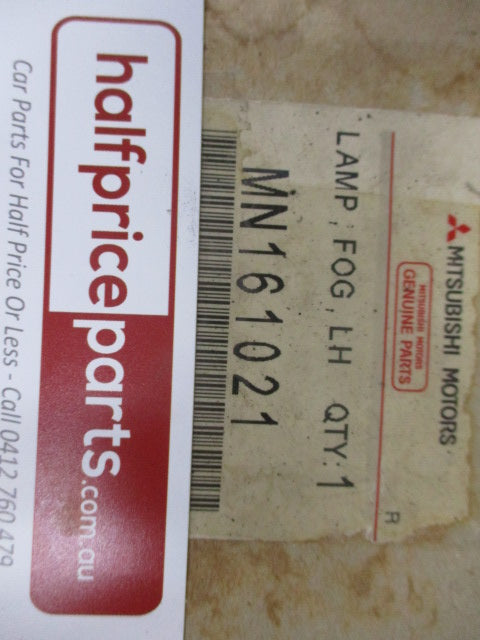 MITSUBISHI MOTORS
MITSUBISHI MOTORS
GENUINE PARTS
R
LAMP, FOG, LH QTY:1
MN161021
halfpriceparts.com.au
Car Parts For Half Price Or Less - Call 0412 760 479